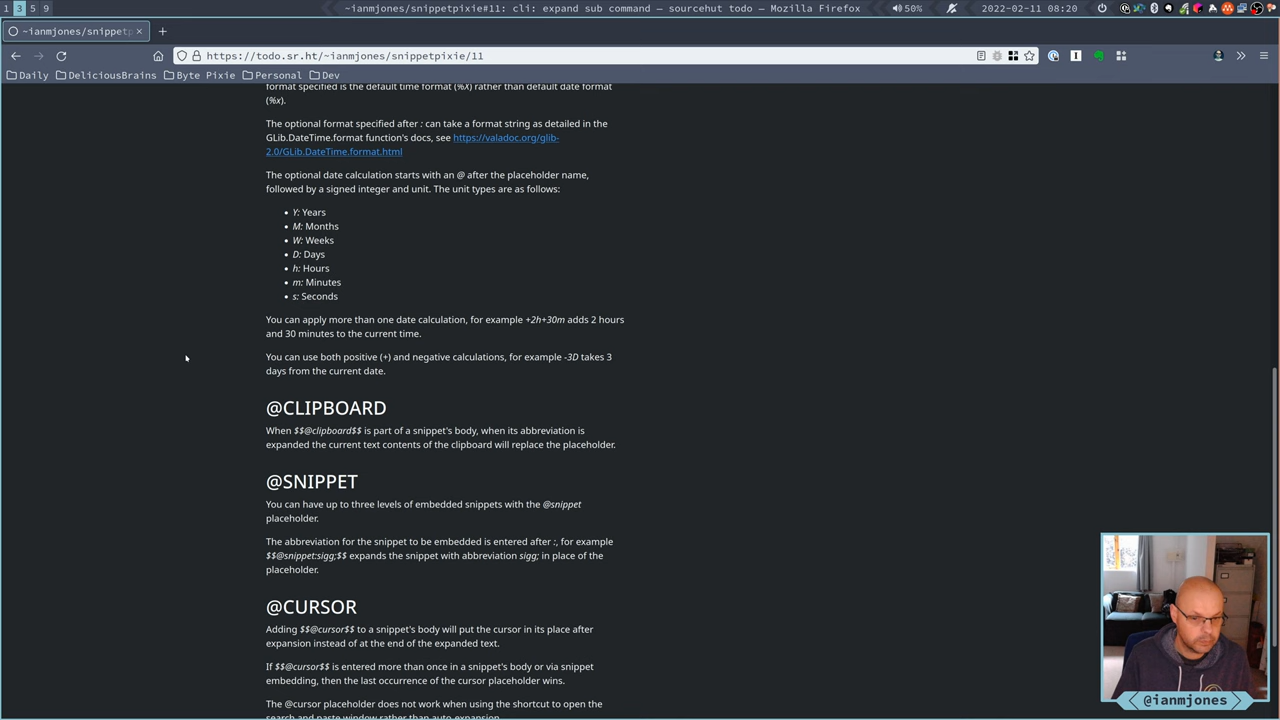 1 3 5 9
~ianmjones/snippetpixie#11: cli: expand sub command — sourcehut todo — Mozilla Firefox
50%
2022-02-11 08:20
~ianmjones/snippetp
https://todo.sr.ht/~ianmjones/snippetpixie/11
Daily DeliciousBrains Byte Pixie Personal Dev
format specified is the default time format (%X) rather than default date format
(%x).
The optional format specified after : can take a format string as detailed in the
GLib.DateTime.format function's docs, see https://valadoc.org/glib-
2.0/GLib.DateTime.format.html
The optional date calculation starts with an @ after the placeholder name,
followed by a signed integer and unit. The unit types are as follows:
• Y: Years
• M: Months
• W: Weeks
• D: Days
• h: Hours
• m: Minutes
• s: Seconds
You can apply more than one date calculation, for example +2h+30m adds 2 hours
and 30 minutes to the current time.
You can use both positive (+) and negative calculations, for example -3D takes 3
days from the current date.
@CLIPBOARD
When $$@clipboard$$ is part of a snippet's body, when its abbreviation is
expanded the current text contents of the clipboard will replace the placeholder.
@SNIPPET
You can have up to three levels of embedded snippets with the @snippet
placeholder.
The abbreviation for the snippet to be embedded is entered after :, for example
$$@snippet:sigg;$$ expands the snippet with abbreviation sigg; in place of the
placeholder.
@CURSOR
Adding $$@cursor$$ to a snippet's body will put the cursor in its place after
expansion instead of at the end of the expanded text.
If $$@cursor$$ is entered more than once in a snippet's body or via snippet
embedding, then the last occurrence of the cursor placeholder wins.
The @cursor placeholder does not work when using the shortcut to open the
search and paste window rather than auto expansion.
@ianmjones